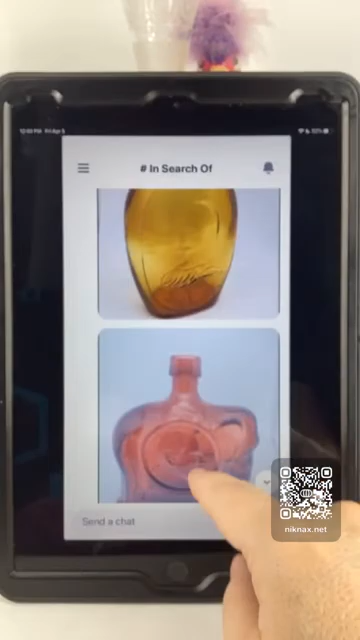 # In Search Of
Send a chat
niknax.net